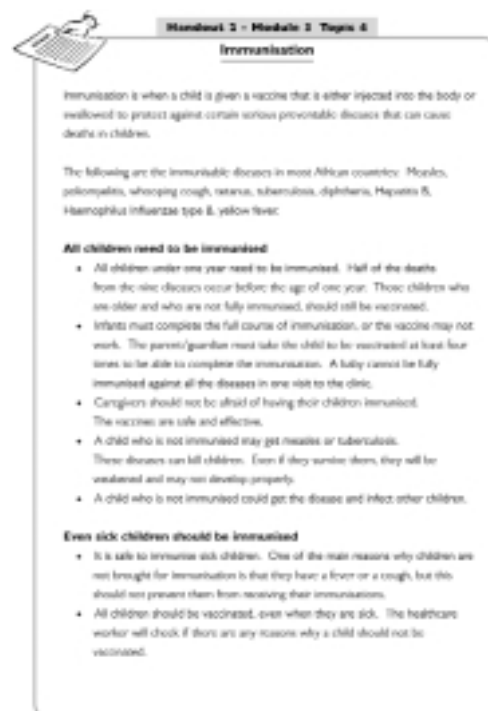 Handout 2 - Module 3 Topic 4
Immunisation
Immunisation is when a child is given a vaccine that is either injected into the body or
swallowed to protect against certain serious preventable diseases that can cause
deaths in children.
The following are the immunisable diseases in most African countries: Measles,
poliomyelitis, whooping cough, tetanus, tuberculosis, diphtheria, Hepatitis B,
Haemophilus Influenzae type B, yellow fever.
All children need to be immunised
• All children under one year need to be immunised. Half of the deaths
from the nine diseases occur before the age of one year. Those children who
are older and who are not fully immunised, should still be vaccinated.
• Infants must complete the full course of immunisation, or the vaccine may not
work. The parent/guardian must take the child to be vaccinated at least four
times to be able to complete the immunisation. A baby cannot be fully
immunised against all the diseases in one visit to the clinic.
• Caregivers should not be afraid of having their children immunised.
The vaccines are safe and effective.
• A child who is not immunised may get measles or tuberculosis.
These diseases can kill children. Even if they survive them, they will be
weakened and may not develop properly.
• A child who is not immunised could get the disease and infect other children.
Even sick children should be immunised
• It is safe to immunise sick children. One of the main reasons why children are
not brought for immunisation is that they have a fever or a cough, but this
should not prevent them from receiving their immunisations.
• All children should be vaccinated, even when they are sick. The healthcare
worker will check if there are any reasons why a child should not be
vaccinated.